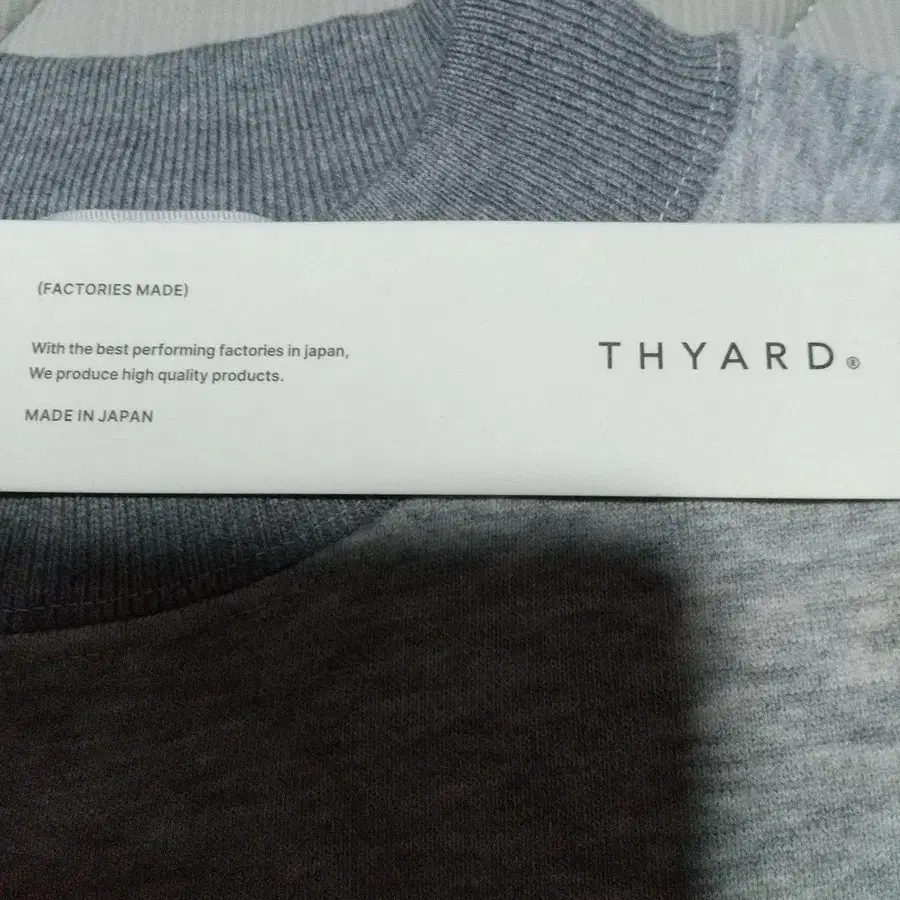 (FACTORIES MADE)
With the best performing factories in japan,
We produce high quality products.
MADE IN JAPAN
THYARD®